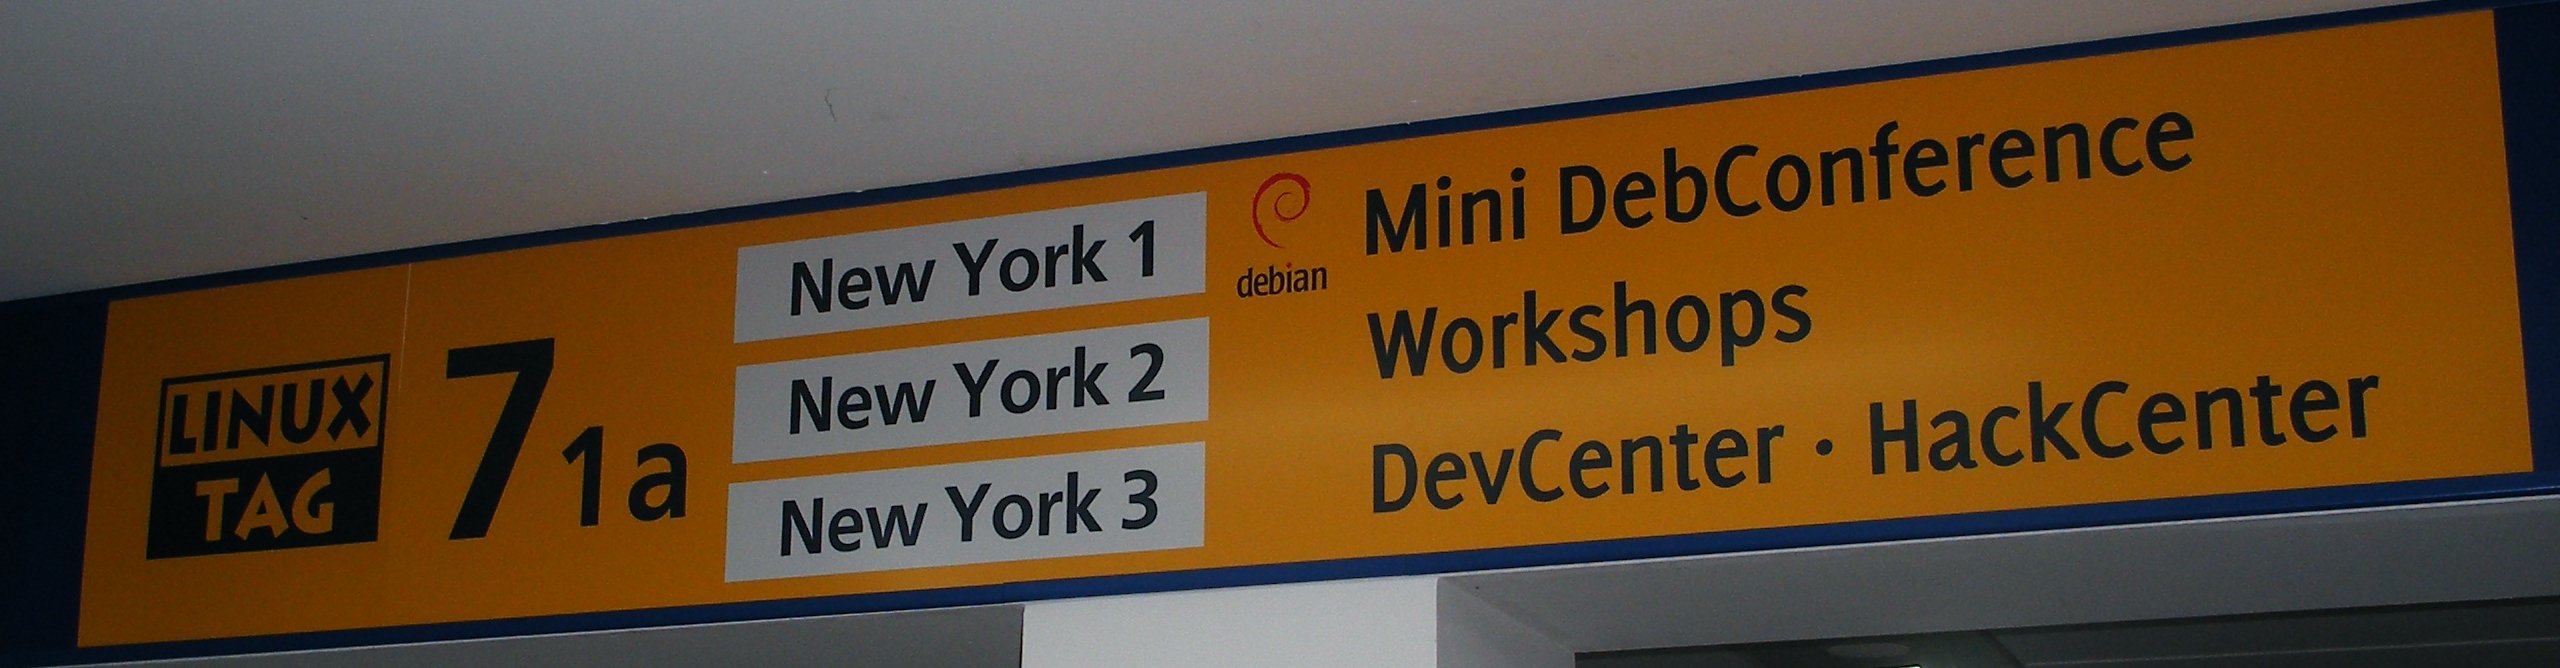 LINUX
TAG
7 1a
New York 1
debian
Mini DebConference
New York 2
Workshops
New York 3
DevCenter · HackCenter